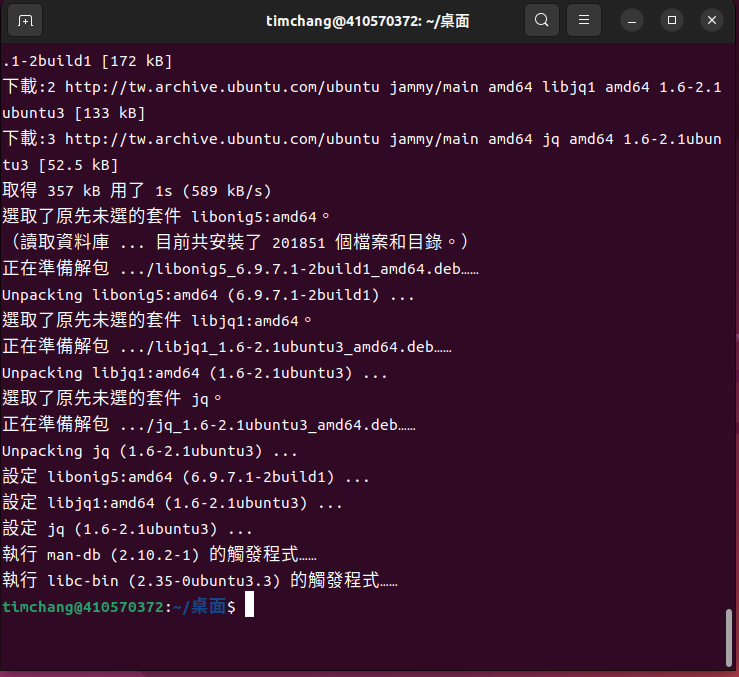 timchang@410570372: ~/桌面
.1-2build1 [172 kB]
下載:2 http://tw.archive.ubuntu.com/ubuntu jammy/main amd64 libjq1 amd64 1.6-2.1
ubuntu3 [133 kB]
下載:3 http://tw.archive.ubuntu.com/ubuntu jammy/main amd64 jq amd64 1.6-2.1ubun
tu3 [52.5 kB]
取得 357 kB 用了 1s (589 kB/s)
選取了原先未選的套件 libonig5:amd64。
（讀取資料庫 ... 目前共安裝了 201851 個檔案和目錄。）
正在準備解包 .../libonig5_6.9.7.1-2build1_amd64.deb……
Unpacking libonig5:amd64 (6.9.7.1-2build1) ...
選取了原先未選的套件 libjq1:amd64。
正在準備解包 .../libjq1_1.6-2.1ubuntu3_amd64.deb……
Unpacking libjq1:amd64 (1.6-2.1ubuntu3) ...
選取了原先未選的套件 jq。
正在準備解包 .../jq_1.6-2.1ubuntu3_amd64.deb……
Unpacking jq (1.6-2.1ubuntu3) ...
設定 libonig5:amd64 (6.9.7.1-2build1) ...
設定 libjq1:amd64 (1.6-2.1ubuntu3) ...
設定 jq (1.6-2.1ubuntu3) ...
執行 man-db (2.10.2-1) 的觸發程式……
執行 libc-bin (2.35-0ubuntu3.3) 的觸發程式……
timchang@410570372:~/桌面$